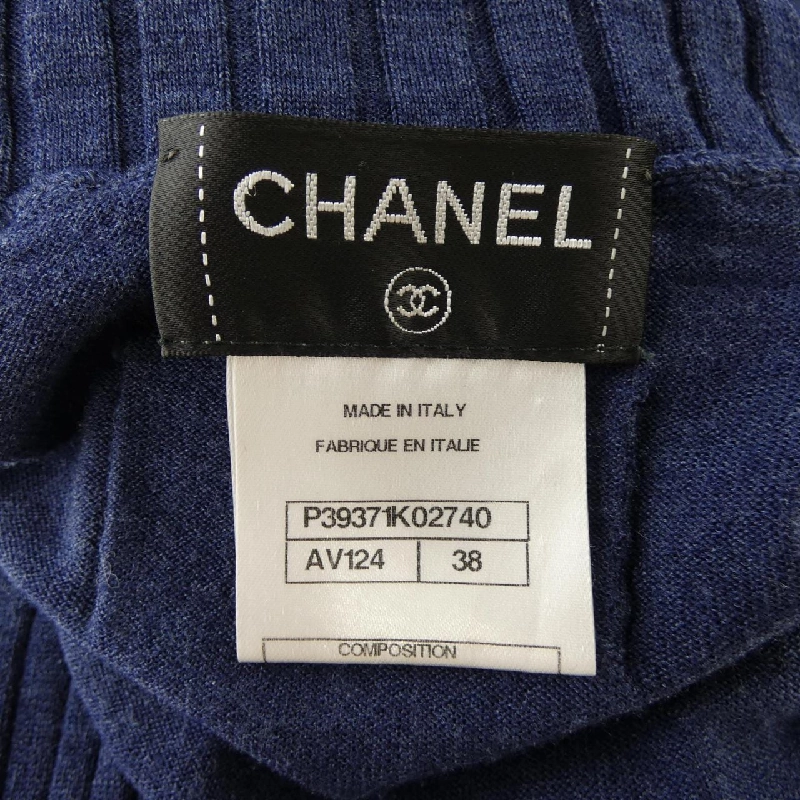 CHANEL
MADE IN ITALY
FABRIQUE EN ITALIE
P39371K02740
AV124 38
COMPOSITION